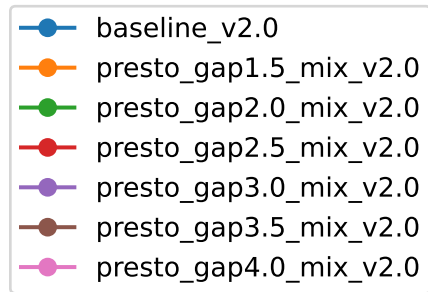 baseline_v2.0
presto_gap1.5_mix_v2.0
presto_gap2.0_mix_v2.0
presto_gap2.5_mix_v2.0
presto_gap3.0_mix_v2.0
presto_gap3.5_mix_v2.0
presto_gap4.0_mix_v2.0